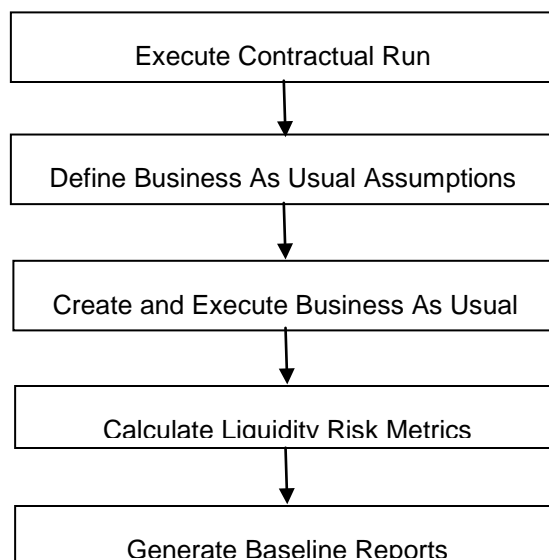 Execute Contractual Run
Define Business As Usual Assumptions
Create and Execute Business As Usual
Calculate Liquidity Risk Metrics
Generate Baseline Reports